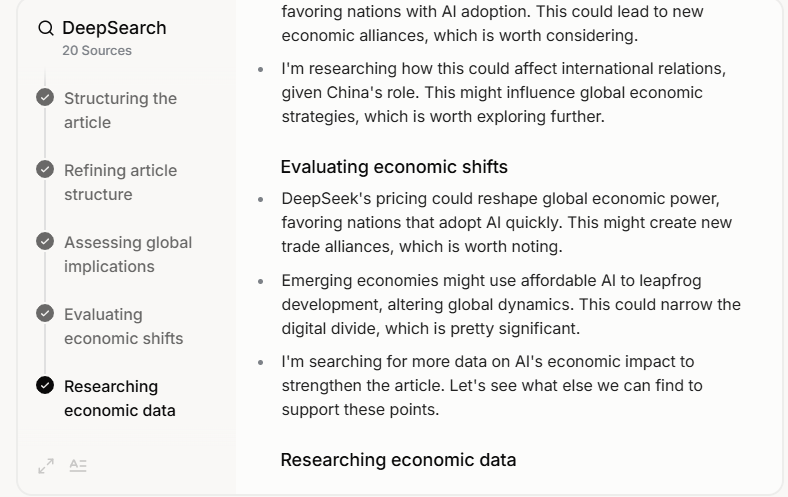 DeepSearch
20 Sources
Structuring the
article
Refining article
structure
Assessing global
implications
Evaluating
economic shifts
Researching
economic data
favoring nations with AI adoption. This could lead to new
economic alliances, which is worth considering.
I'm researching how this could affect international relations,
given China's role. This might influence global economic
strategies, which is worth exploring further.
Evaluating economic shifts
DeepSeek's pricing could reshape global economic power,
favoring nations that adopt AI quickly. This might create new
trade alliances, which is worth noting.
Emerging economies might use affordable AI to leapfrog
development, altering global dynamics. This could narrow the
digital divide, which is pretty significant.
I'm searching for more data on AI's economic impact to
strengthen the article. Let's see what else we can find to
support these points.
Researching economic data